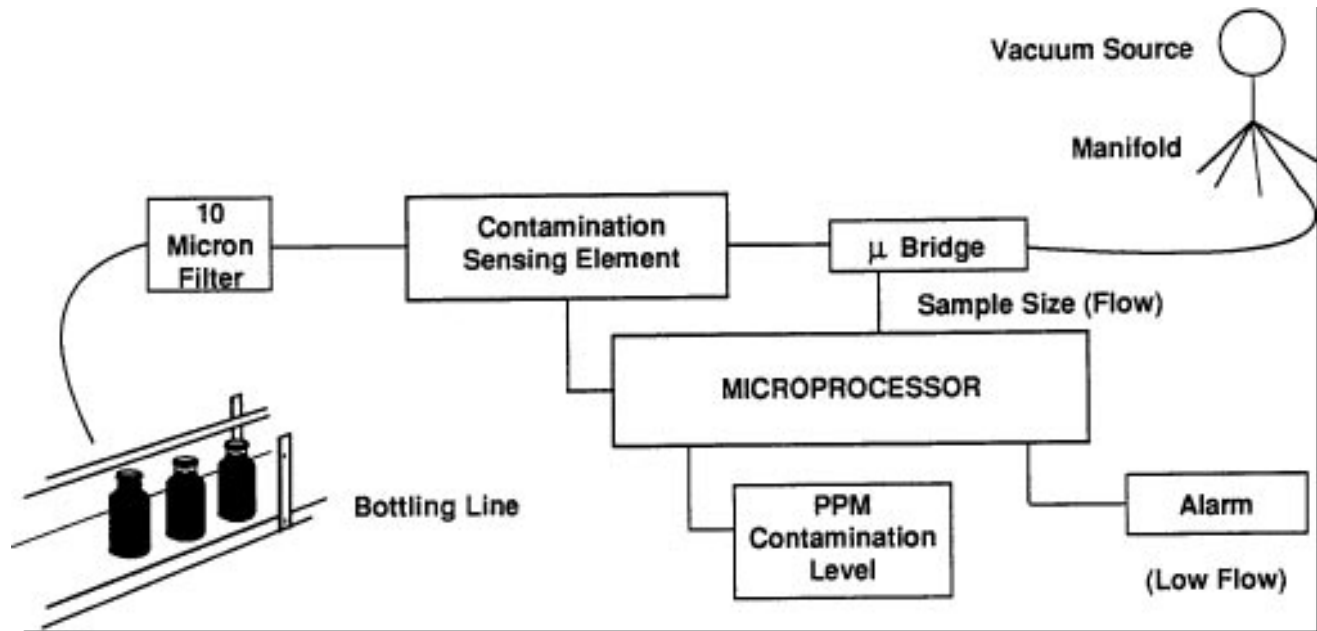 Vacuum Source
Manifold
10
Micron
Filter
Contamination
Sensing Element
μ Bridge
Sample Size (Flow)
MICROPROCESSOR
Bottling Line
PPM
Contamination
Level
Alarm
(Low Flow)